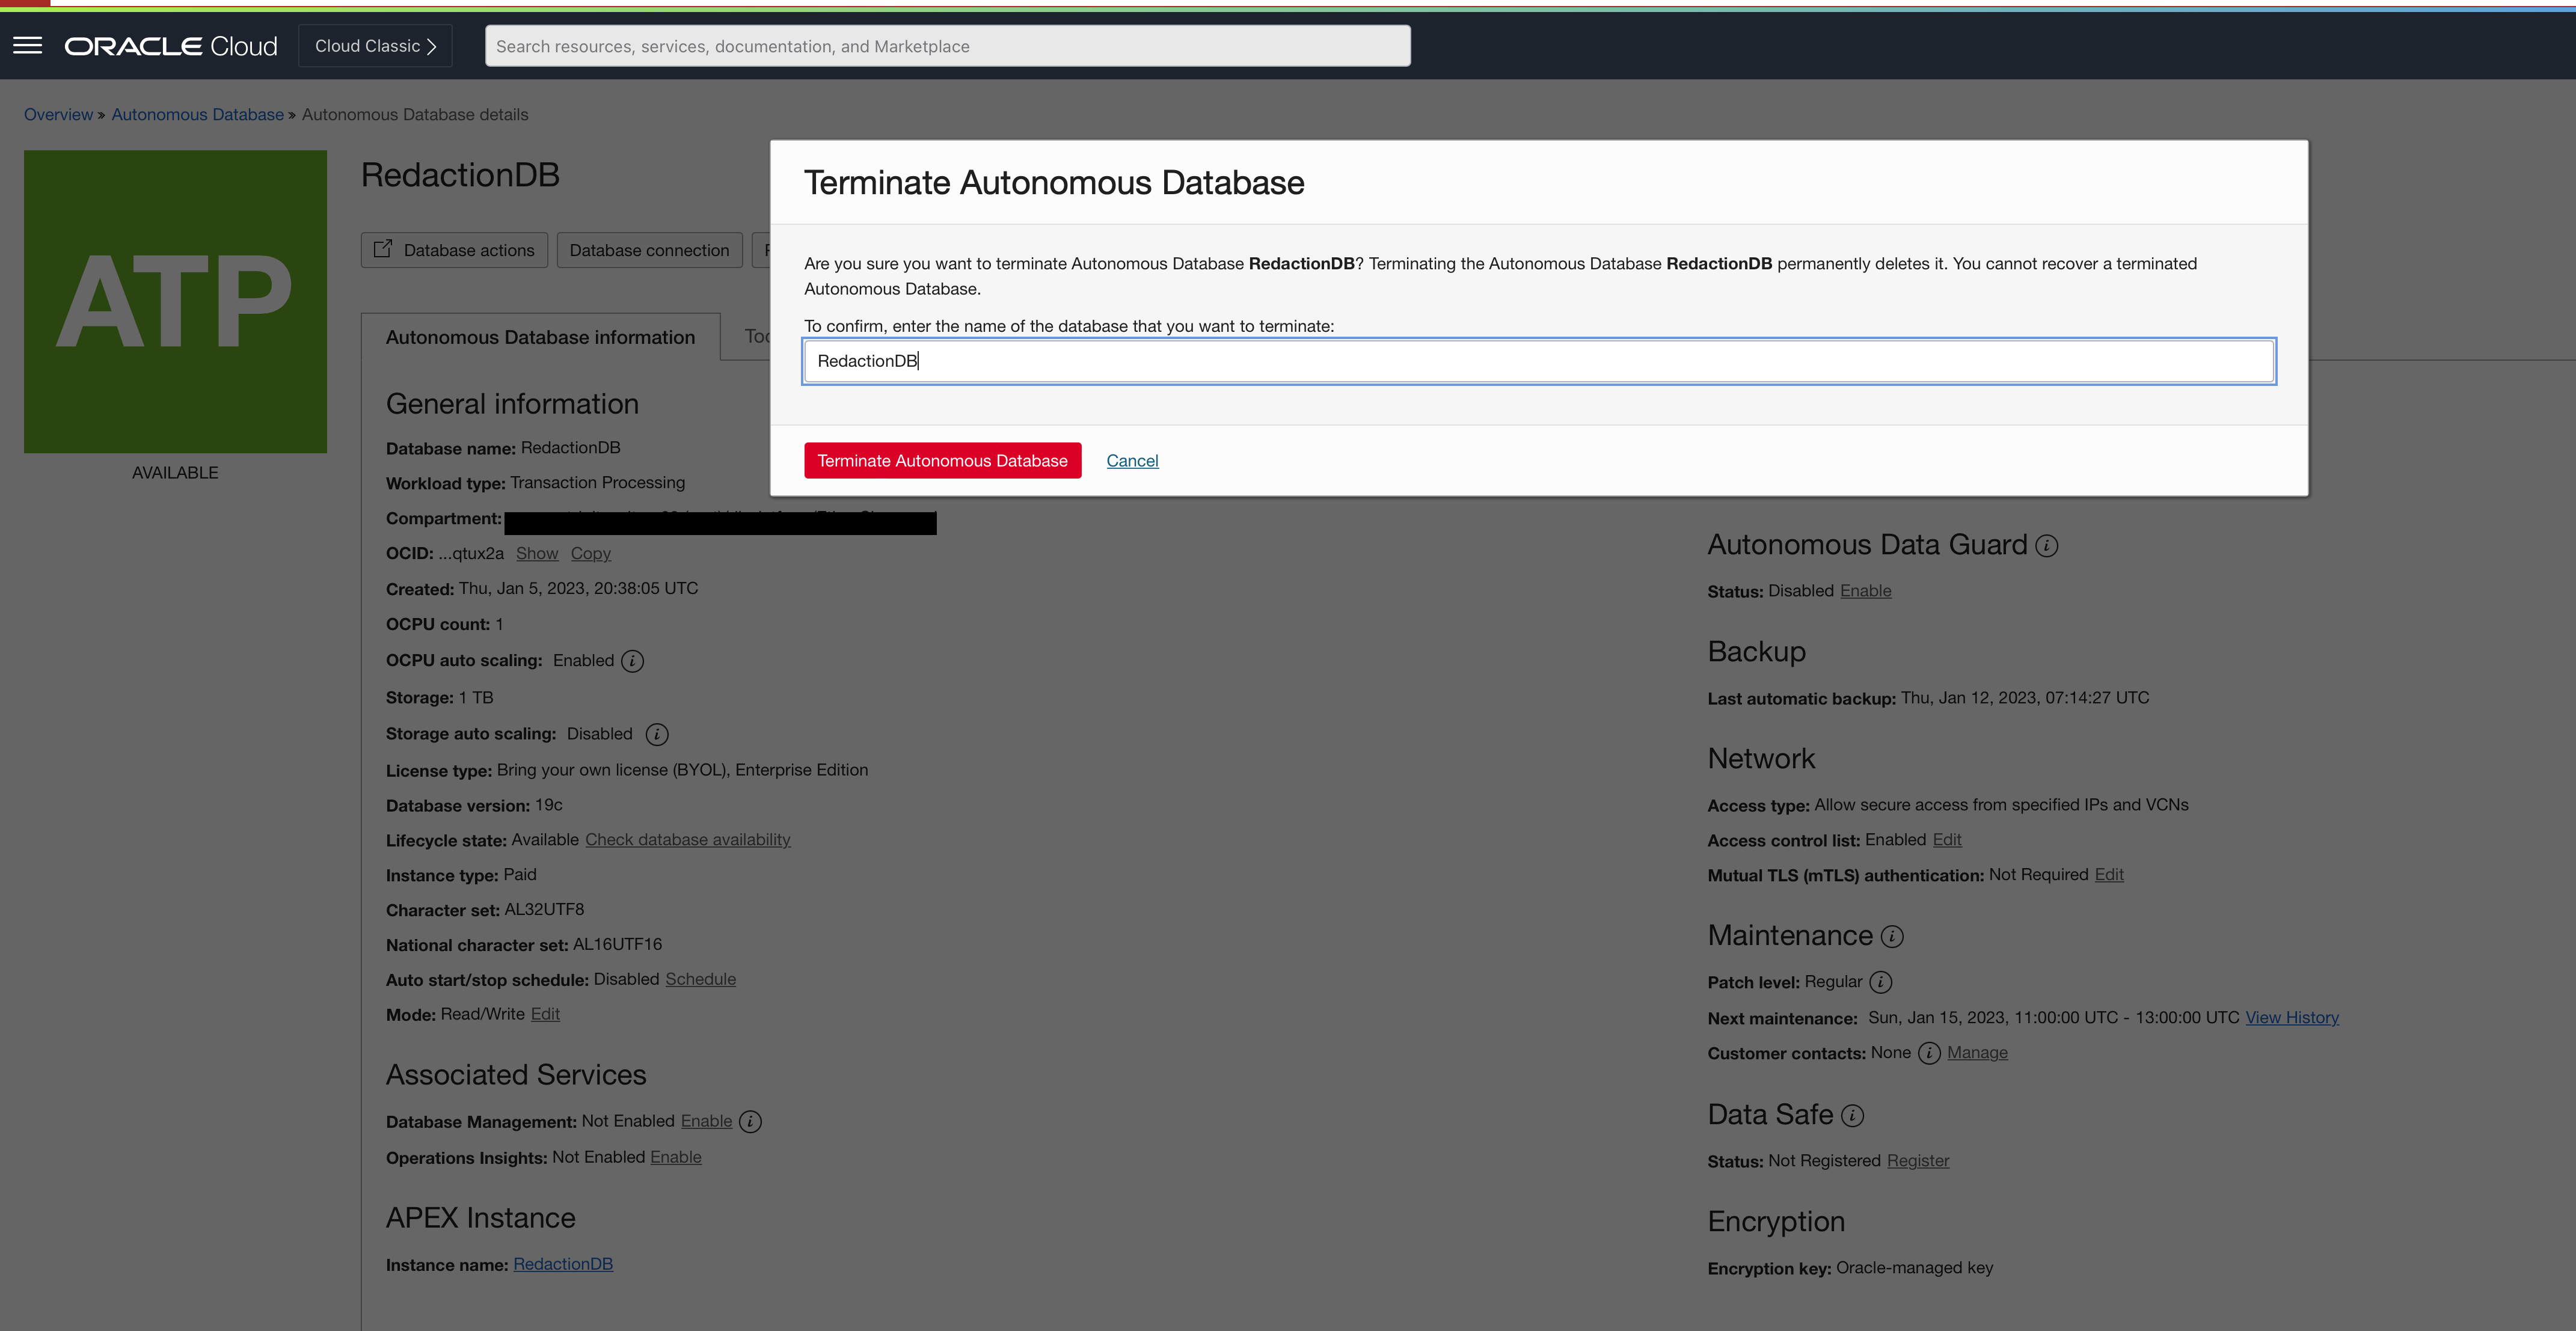 ORACLE Cloud
Cloud Classic
Search resources, services, documentation, and Marketplace
Overview » Autonomous Database » Autonomous Database details
ATP
AVAILABLE
RedactionDB
Database actions
Database connection
Terminate Autonomous Database
Are you sure you want to terminate Autonomous Database RedactionDB? Terminating the Autonomous Database RedactionDB permanently deletes it. You cannot recover a terminated
Autonomous Database.
To confirm, enter the name of the database that you want to terminate:
RedactionDB
Terminate Autonomous Database
Cancel
Autonomous Database information
General information
Database name: RedactionDB
Workload type: Transaction Processing
Compartment:
OCID: ...qtux2a Show Copy
Created: Thu, Jan 5, 2023, 20:38:05 UTC
OCPU count: 1
OCPU auto scaling: Enabled
Storage: 1 TB
Storage auto scaling: Disabled
License type: Bring your own license (BYOL), Enterprise Edition
Database version: 19c
Lifecycle state: Available Check database availability
Instance type: Paid
Character set: AL32UTF8
National character set: AL16UTF16
Auto start/stop schedule: Disabled Schedule
Mode: Read/Write Edit
Associated Services
Database Management: Not Enabled Enable
Operations Insights: Not Enabled Enable
APEX Instance
Instance name: RedactionDB
Autonomous Data Guard
Status: Disabled Enable
Backup
Last automatic backup: Thu, Jan 12, 2023, 07:14:27 UTC
Network
Access type: Allow secure access from specified IPs and VCNs
Access control list: Enabled Edit
Mutual TLS (mTLS) authentication: Not Required Edit
Maintenance
Patch level: Regular
Next maintenance: Sun, Jan 15, 2023, 11:00:00 UTC - 13:00:00 UTC View History
Customer contacts: None Manage
Data Safe
Status: Not Registered Register
Encryption
Encryption key: Oracle-managed key